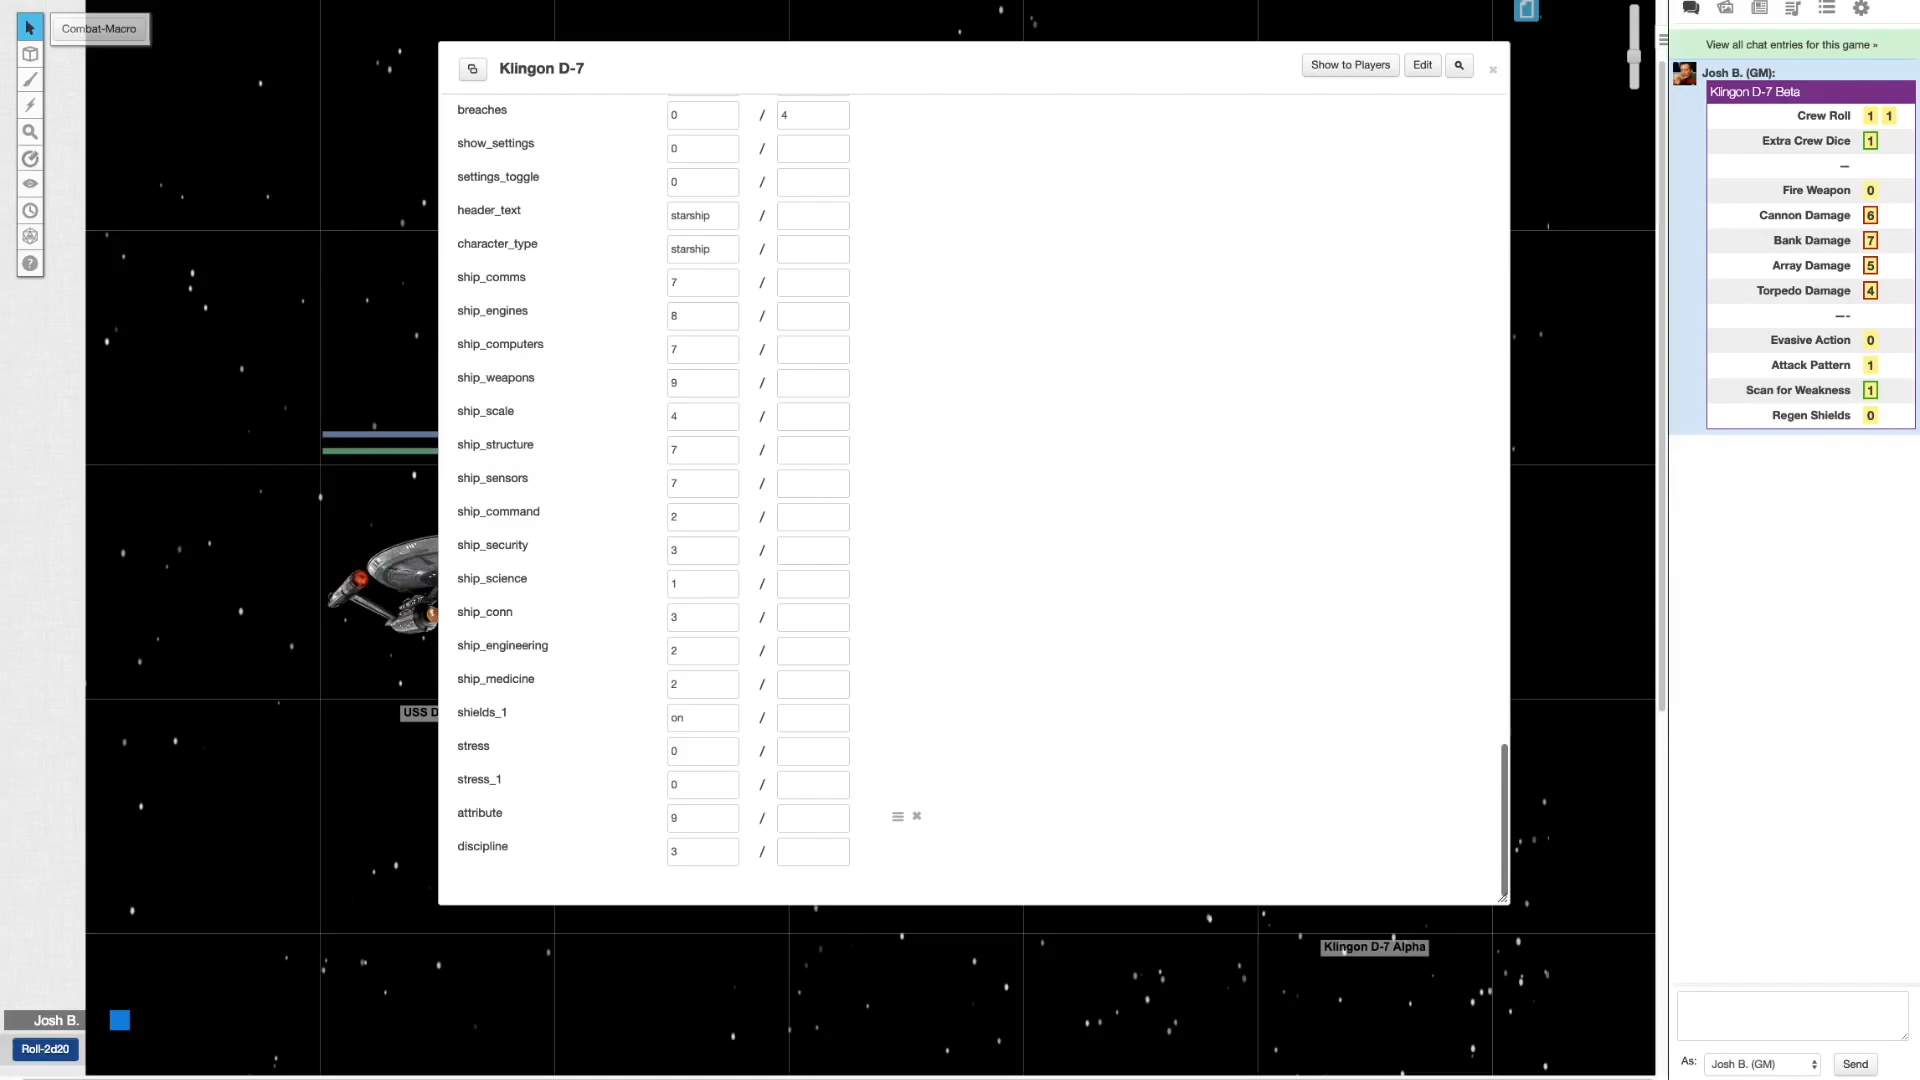 Combat-Macro
Klingon D-7
Show to Players
Edit
breaches 0 / 4
show_settings 0 /
settings_toggle 0 /
header_text starship /
character_type starship /
ship_comms 7 /
ship_engines 8 /
ship_computers 7 /
ship_weapons 9 /
ship_scale 4 /
ship_structure 7 /
ship_sensors 7 /
ship_command 2 /
ship_security 3 /
ship_science 1 /
ship_conn 3 /
ship_engineering 2 /
ship_medicine 2 /
shields_1 on /
stress 0 /
stress_1 0 /
attribute 9 /
discipline 3 /
USS D
Klingon D-7 Alpha
Josh B.
Roll-2d20
View all chat entries for this game »
Josh B. (GM):
Klingon D-7 Beta
Crew Roll 1 1
Extra Crew Dice 1
—
Fire Weapon 0
Cannon Damage 6
Bank Damage 7
Array Damage 5
Torpedo Damage 4
—-
Evasive Action 0
Attack Pattern 1
Scan for Weakness 1
Regen Shields 0
As: Josh B. (GM)
Send